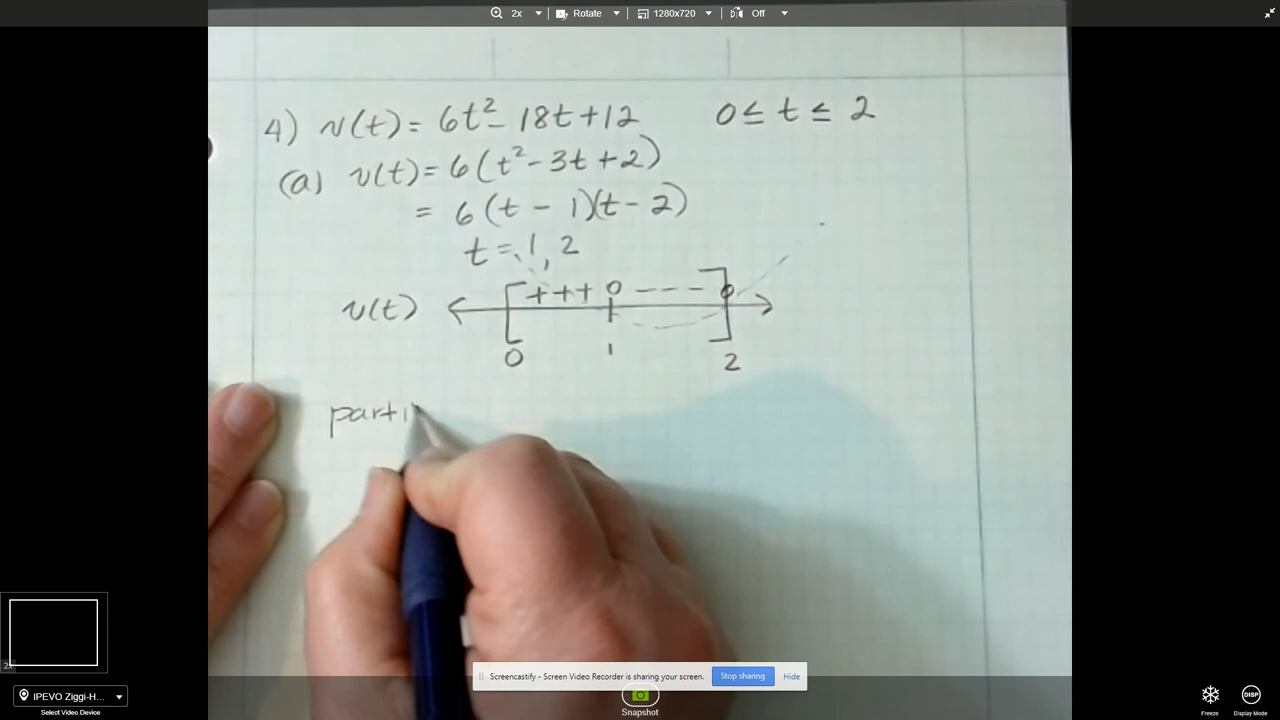 2x Rotate 1280x720 Off
4) v(t) = 6t² - 18t + 12 0 ≤ t ≤ 2
(a) v(t) = 6(t² - 3t + 2)
= 6(t - 1)(t - 2)
t = 1, 2
v(t) [ +++ 0 --- 0 ]
0 1 2
parti
2x
IPEVO Ziggi-H...
Select Video Device
Screencastify - Screen Video Recorder is sharing your screen. Stop sharing Hide
Snapshot
Freeze
DISP
Display Mode